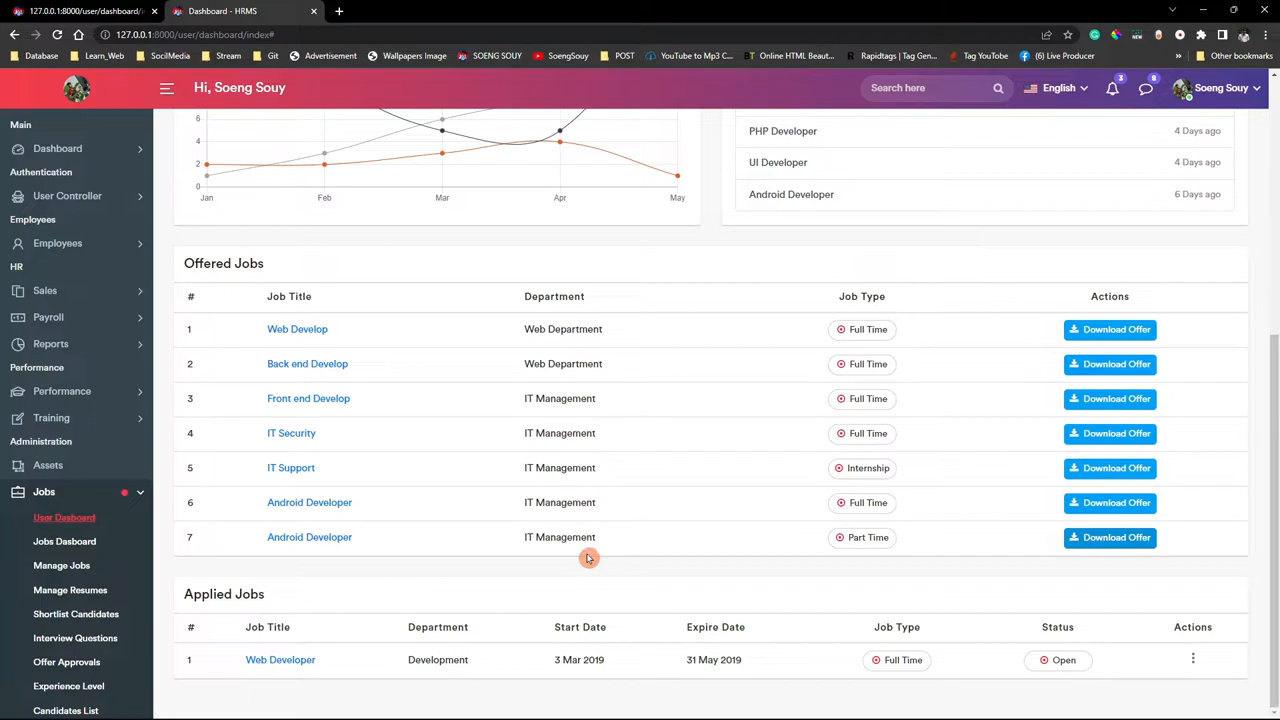 127.0.0.1:8000/user/dashboard/i
Dashboard - HRMS
127.0.0.1:8000/user/dashboard/index#
Database
Learn_Web
SocilMedia
Stream
Git
Advertisement
Wallpapers Image
SOENG SOUY
SoengSouy
POST
YouTube to Mp3 C...
Online HTML Beaut...
Rapidtags | Tag Gen...
Tag YouTube
(6) Live Producer
Other bookmarks
Hi, Soeng Souy
Search here
English
3
8
Soeng Souy
Main
Dashboard
Authentication
User Controller
Employees
Employees
HR
Sales
Payroll
Reports
Performance
Performance
Training
Administration
Assets
Jobs
User Dasboard
Jobs Dasboard
Manage Jobs
Manage Resumes
Shortlist Candidates
Interview Questions
Offer Approvals
Experience Level
Candidates List
6
4
2
0
Jan Feb Mar Apr May
PHP Developer 4 Days ago
UI Developer 4 Days ago
Android Developer 6 Days ago
Offered Jobs
# Job Title Department Job Type Actions
1 Web Develop Web Department Full Time Download Offer
2 Back end Develop Web Department Full Time Download Offer
3 Front end Develop IT Management Full Time Download Offer
4 IT Security IT Management Full Time Download Offer
5 IT Support IT Management Internship Download Offer
6 Android Developer IT Management Full Time Download Offer
7 Android Developer IT Management Part Time Download Offer
Applied Jobs
# Job Title Department Start Date Expire Date Job Type Status Actions
1 Web Developer Development 3 Mar 2019 31 May 2019 Full Time Open